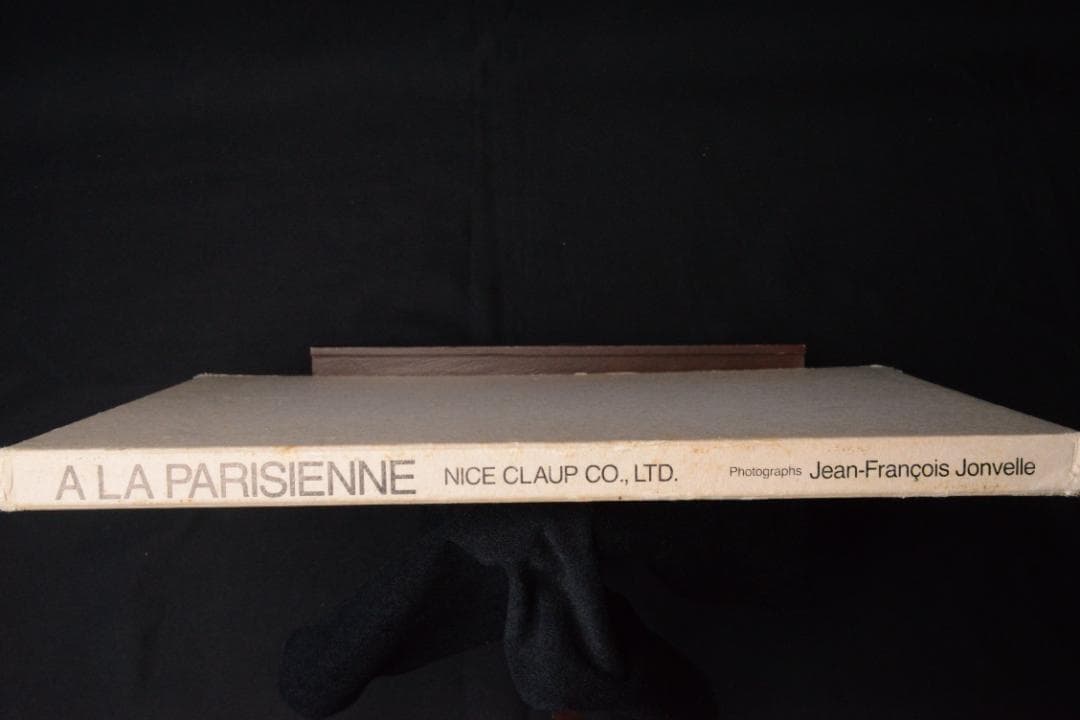 A LA PARISIENNE NICE CLAUP CO., LTD. Photographs Jean-François Jonvelle